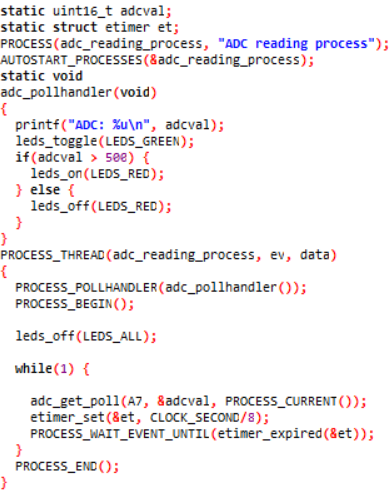 static uint16_t adcval;
static struct etimer et;
PROCESS(adc_reading_process, "ADC reading process");
AUTOSTART_PROCESSES(&adc_reading_process);
static void
adc_pollhandler(void)
{
  printf("ADC: %u\n", adcval);
  leds_toggle(LEDS_GREEN);
  if(adcval > 500) {
    leds_on(LEDS_RED);
  } else {
    leds_off(LEDS_RED);
  }
}
PROCESS_THREAD(adc_reading_process, ev, data)
{
  PROCESS_POLLHANDLER(adc_pollhandler());
  PROCESS_BEGIN();

  leds_off(LEDS_ALL);

  while(1) {

    adc_get_poll(A7, &adcval, PROCESS_CURRENT());
    etimer_set(&et, CLOCK_SECOND/8);
    PROCESS_WAIT_EVENT_UNTIL(etimer_expired(&et));
  }
  PROCESS_END();
}